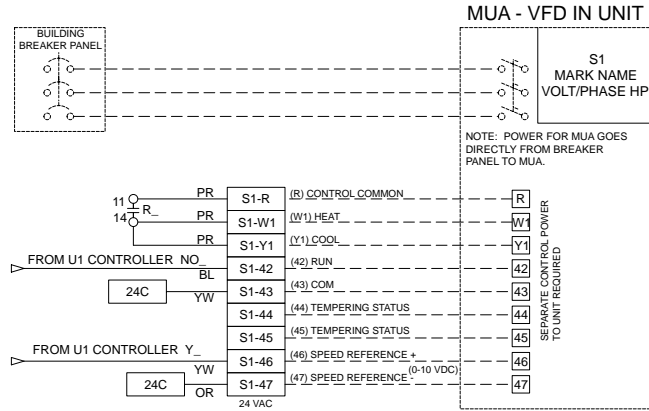 MUA - VFD IN UNIT
BUILDING
BREAKER PANEL
S1
MARK NAME
VOLT/PHASE HP
NOTE: POWER FOR MUA GOES
DIRECTLY FROM BREAKER
PANEL TO MUA.
11
R_
14
PR S1-R (R) CONTROL COMMON R
PR S1-W1 (W1) HEAT W1
PR S1-Y1 (Y1) COOL Y1
FROM U1 CONTROLLER NO_ BL S1-42 (42) RUN 42
24C YW S1-43 (43) COM 43
S1-44 (44) TEMPERING STATUS 44
S1-45 (45) TEMPERING STATUS 45
FROM U1 CONTROLLER Y_ YW S1-46 (46) SPEED REFERENCE + 46
(0-10 VDC)
24C OR S1-47 (47) SPEED REFERENCE - 47
24 VAC
SEPARATE CONTROL POWER
TO UNIT REQUIRED